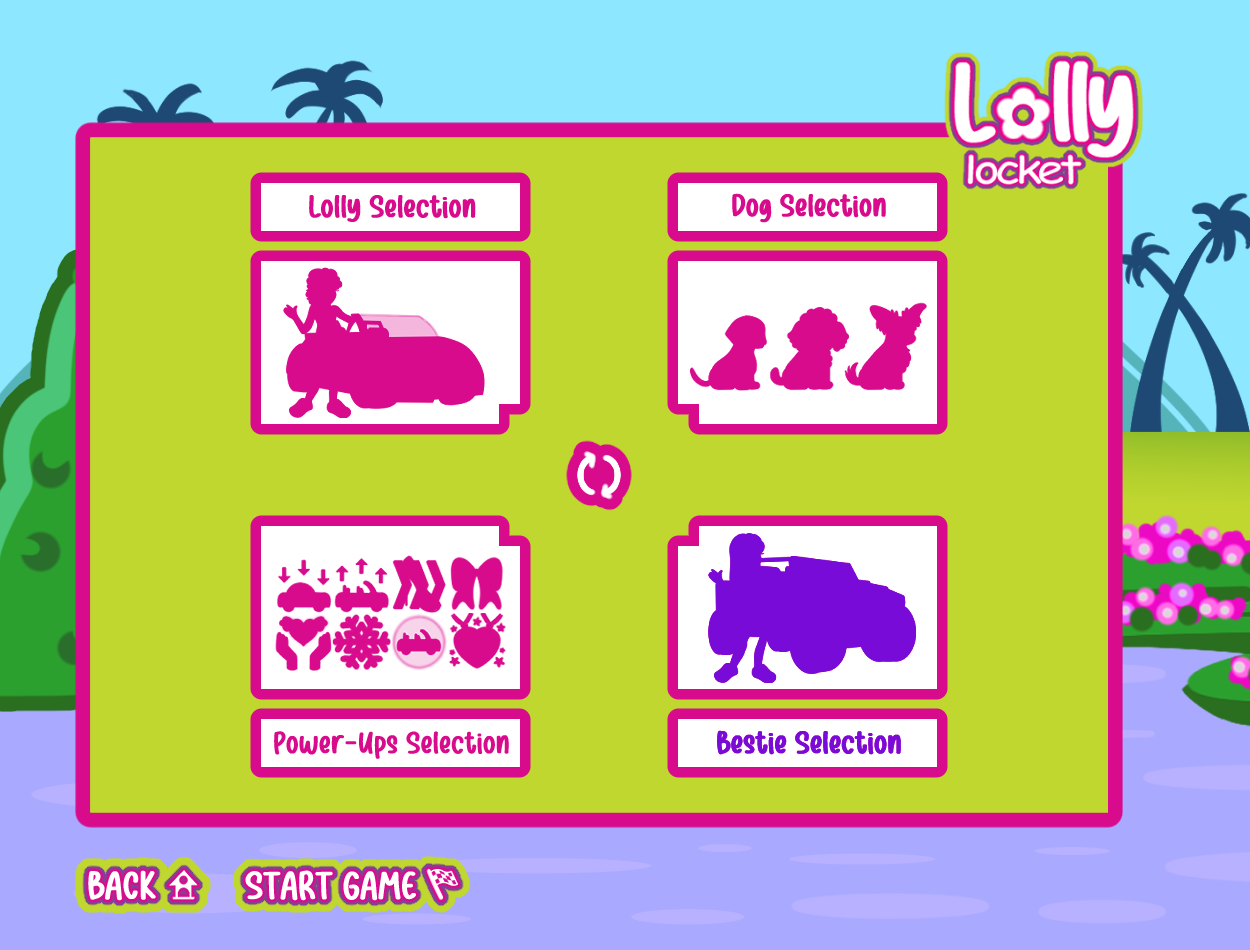 Lolly
locket
Lolly Selection
Dog Selection
Power-Ups Selection
Bestie Selection
BACK
START GAME